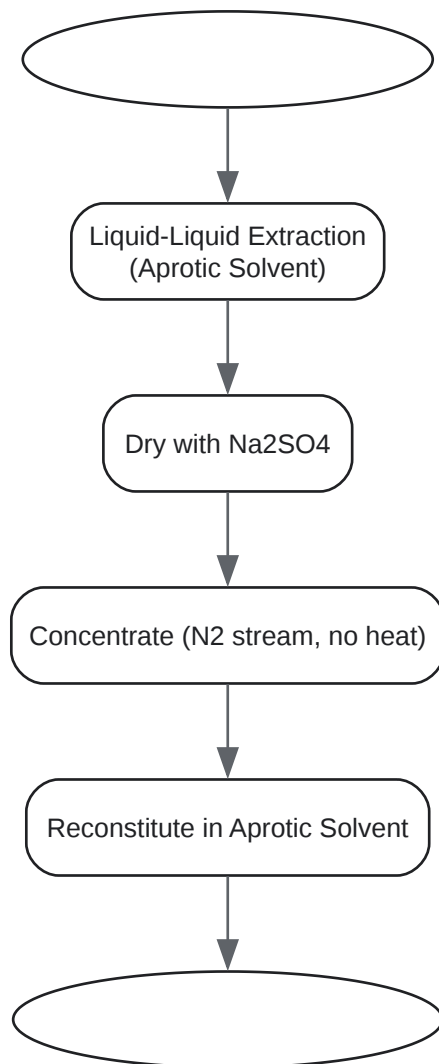 Liquid-Liquid Extraction
(Aprotic Solvent)
Dry with Na2SO4
Concentrate (N2 stream, no heat)
Reconstitute in Aprotic Solvent